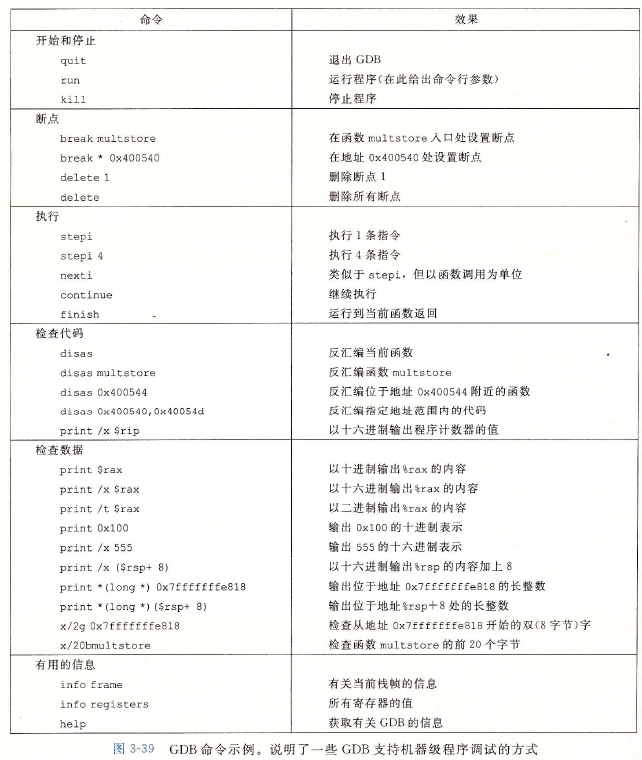 命令 效果
开始和停止
quit 退出 GDB
run 运行程序(在此给出命令行参数)
kill 停止程序
断点
break multstore 在函数 multstore 入口处设置断点
break * 0x400540 在地址 0x400540 处设置断点
delete 1 删除断点 1
delete 删除所有断点
执行
stepi 执行 1 条指令
stepi 4 执行 4 条指令
nexti 类似于 stepi，但以函数调用为单位
continue 继续执行
finish 运行到当前函数返回
检查代码
disas 反汇编当前函数
disas multstore 反汇编函数 multstore
disas 0x400544 反汇编位于地址 0x400544 附近的函数
disas 0x400540,0x40054d 反汇编指定地址范围内的代码
print /x $rip 以十六进制输出程序计数器的值
检查数据
print $rax 以十进制输出%rax 的内容
print /x $rax 以十六进制输出%rax 的内容
print /t $rax 以二进制输出%rax 的内容
print 0x100 输出 0x100 的十进制表示
print /x 555 输出 555 的十六进制表示
print /x ($rsp+ 8) 以十六进制输出%rsp 的内容加上 8
print *(long *) 0x7fffffffe818 输出位于地址 0x7fffffffe818 的长整数
print *(long *)($rsp+ 8) 输出位于地址%rsp+8 处的长整数
x/2g 0x7fffffffe818 检查从地址 0x7fffffffe818 开始的双(8 字节)字
x/20bmultstore 检查函数 multstore 的前 20 个字节
有用的信息
info frame 有关当前栈帧的信息
info registers 所有寄存器的值
help 获取有关 GDB 的信息
图 3-39 GDB 命令示例。说明了一些 GDB 支持机器级程序调试的方式